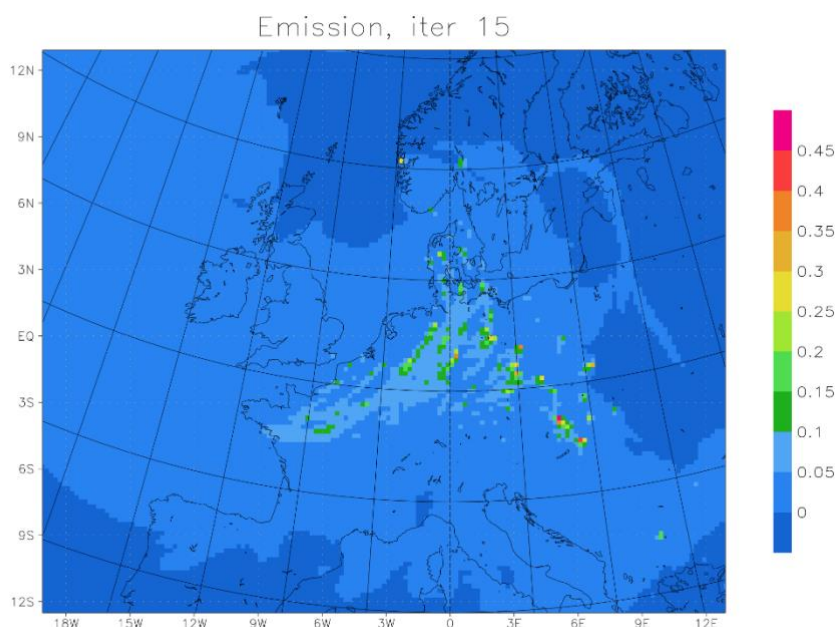 Emission, iter 15
12N
9N
6N
3N
EQ
3S
6S
9S
12S
18W 15W 12W 9W 6W 3W 0 3E 6E 9E 12E
0.45
0.4
0.35
0.3
0.25
0.2
0.15
0.1
0.05
0